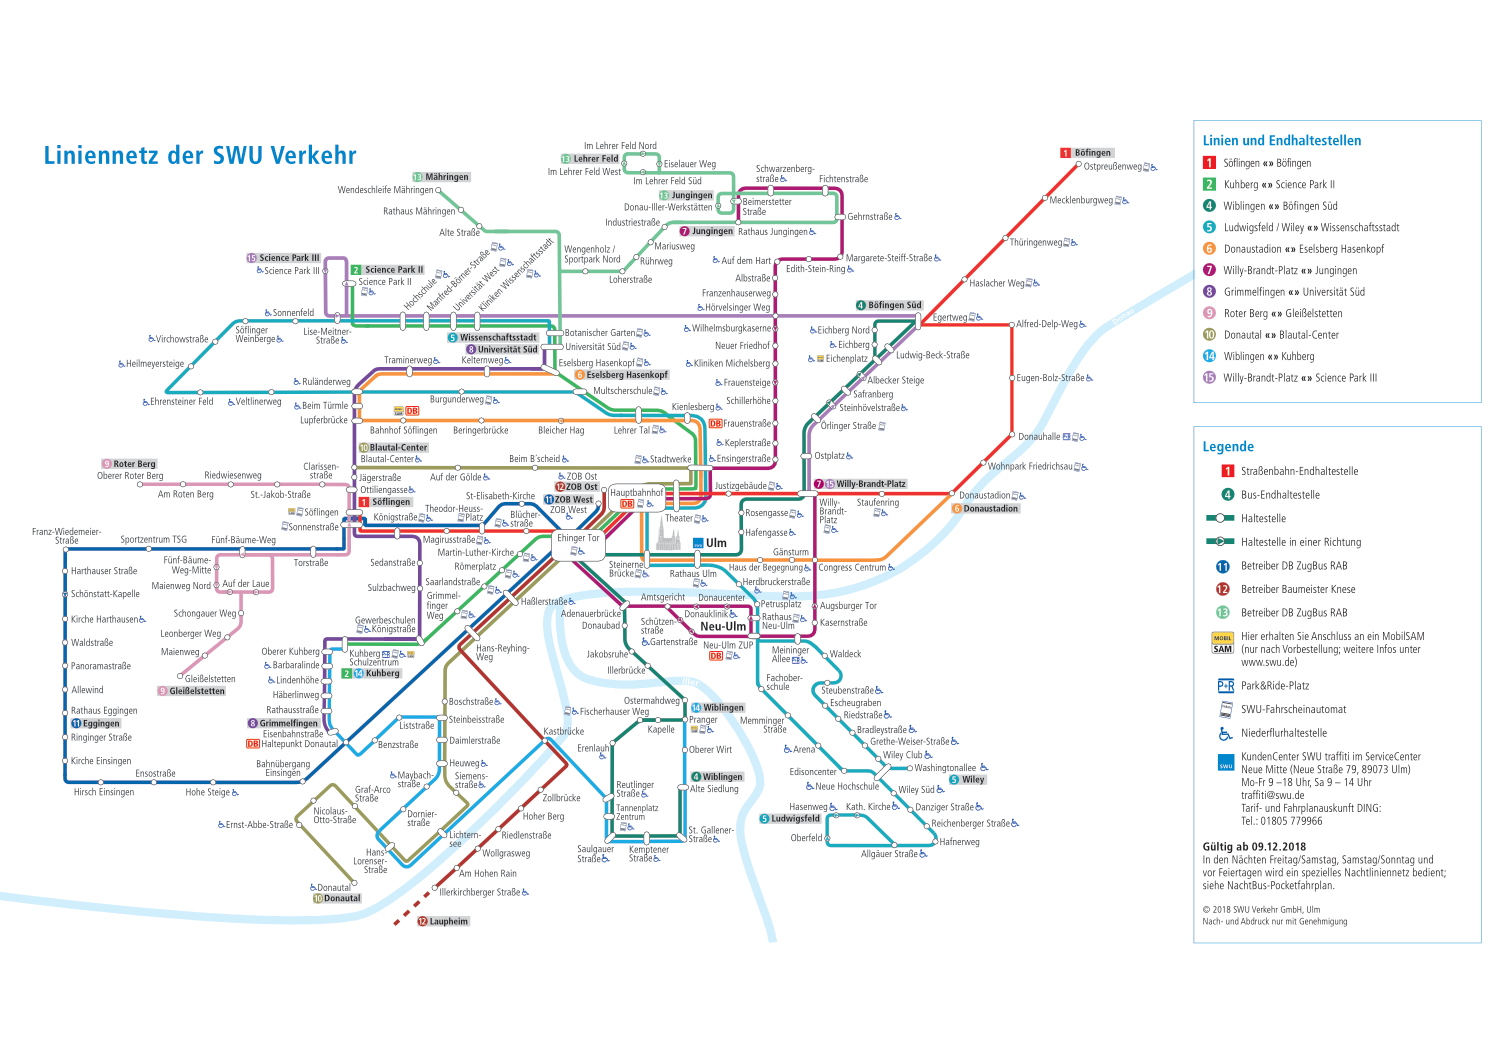 Liniennetz der SWU Verkehr
Im Lehrer Feld Nord
13 Lehrer Feld
Eiselauer Weg
Im Lehrer Feld West
Im Lehrer Feld Süd
Schwarzenberg-
straße
Fichtenstraße
13 Jungingen
Donau-Iller-Werkstätten
Beimerstetter
Straße
Gehrnstraße
Industriestraße
7 Jungingen
Rathaus Jungingen
1 Böfingen
Ostpreußenweg
Mecklenburgweg
Thüringenweg
Haslacher Weg
13 Mähringen
Wendeschleife Mähringen
Rathaus Mähringen
Alte Straße
Wengenholz /
Sportpark Nord
Mariusweg
Rührweg
Loherstraße
Auf dem Hart
Edith-Stein-Ring
Margarete-Steiff-Straße
Albstraße
Franzenhauserweg
Hörvelsinger Weg
Wilhelmsburgkaserne
Neuer Friedhof
Kliniken Michelsberg
Frauensteige
Schillerhöhe
DB Frauenstraße
Keplerstraße
Ensingerstraße
15 Science Park III
Science Park III
2 Science Park II
Science Park II
Hochschule
Manfred-Börner-Straße
Universität West
Kliniken Wissenschaftsstadt
Sonnenfeld
Virchowstraße
Söflinger
Weinberge
Lise-Meitner-
Straße
5 Wissenschaftsstadt
8 Universität Süd
Botanischer Garten
Universität Süd
Heilmeyersteige
Traminerweg
Kelternweg
Eselsberg Hasenkopf
6 Eselsberg Hasenkopf
Ruländerweg
Multscherschule
Ehrensteiner Feld
Veltlinerweg
Beim Türmle
Burgunderweg
Kienlesberg
Lupferbrücke
MOBIL SAM DB
Bahnhof Söflingen
Beringerbrücke
Bleicher Hag
Lehrer Tal
4 Böfingen Süd
Egertweg
Alfred-Delp-Weg
Eichberg Nord
Eichberg
Eichenplatz
Ludwig-Beck-Straße
Albecker Steige
Safranberg
Steinhövelstraße
Örlinger Straße
Eugen-Bolz-Straße
Donauhalle
Wohnpark Friedrichsau
Donau
10 Blautal-Center
Blautal-Center
Auf der Gölde
Beim B'scheid
Stadtwerke
Ostplatz
9 Roter Berg
Oberer Roter Berg
Riedwiesenweg
Clarissen-
straße
Jägerstraße
Am Roten Berg
St.-Jakob-Straße
Ottiliengasse
1 Söflingen
Söflingen
Königstraße
Sonnenstraße
St-Elisabeth-Kirche
Theodor-Heuss-
Platz
Blücher-
straße
Magirusstraße
ZOB Ost
12 ZOB Ost
11 ZOB West
ZOB West
Hauptbahnhof
DB
Theater
Justizgebäude
7 15 Willy-Brandt-Platz
Willy-
Brandt-
Platz
Staufenring
Donaustadion
6 Donaustadion
Rosengasse
Hafengasse
SWU Ulm
Ehinger Tor
Steinerne
Brücke
Rathaus Ulm
Gänsturm
Haus der Begegnung
Congress Centrum
Herdbruckerstraße
Franz-Wiedemeier-
Straße
Sportzentrum TSG
Fünf-Bäume-Weg
Torstraße
Fünf-Bäume-
Weg-Mitte
Maienweg Nord
Auf der Laue
Schongauer Weg
Leonberger Weg
Maienweg
Gleißelstetten
9 Gleißelstetten
Harthauser Straße
Schönstatt-Kapelle
Kirche Harthausen
Waldstraße
Panoramastraße
Allewind
Rathaus Eggingen
11 Eggingen
Ringinger Straße
Kirche Einsingen
Hirsch Einsingen
Ensostraße
Hohe Steige
Bahnübergang
Einsingen
Sedanstraße
Sulzbachweg
Gewerbeschulen
Königstraße
Martin-Luther-Kirche
Römerplatz
Saarlandstraße
Grimmel-
finger
Weg
Haßlerstraße
Oberer Kuhberg
Kuhberg
Schulzentrum
2 14 Kuhberg
Barbaralinde
Lindenhöhe
Häberlinweg
Rathausstraße
8 Grimmelfingen
Eisenbahnstraße
DB Haltepunkt Donautal
Hans-Reyhing-
Weg
Boschstraße
Steinbeisstraße
Liststraße
Benzstraße
Daimlerstraße
Heuweg
Maybach-
straße
Siemens-
straße
Graf-Arco
Straße
Nicolaus-
Otto-Straße
Ernst-Abbe-Straße
Dornier-
straße
Lichtern-
see
Hans-
Lorenser-
Straße
Donautal
10 Donautal
Kastbrücke
Zollbrücke
Hoher Berg
Riedlenstraße
Wollgrasweg
Am Hohen Rain
Illerkirchberger Straße
12 Laupheim
Adenauerbrücke
Donaubad
Jakobsruhe
Illerbrücke
Iller
Ostermahdweg
14 Wiblingen
Pranger
Fischerhauser Weg
Kapelle
Erenlauh
Oberer Wirt
4 Wiblingen
Alte Siedlung
Reutlinger
Straße
Tannenplatz
Zentrum
Saulgauer
Straße
Kemptener
Straße
St. Gallener-
Straße
Amtsgericht
Donaucenter
Donauklinik
Petrusplatz
Rathaus
Neu-Ulm
Schützen-
straße
Gartenstraße
Neu-Ulm
Neu-Ulm ZUP
DB
Augsburger Tor
Kasernstraße
Meininger
Allee
Waldeck
Fachober-
schule
Memminger
Straße
Arena
Edisoncenter
Neue Hochschule
Steubenstraße
Escheugraben
Riedstraße
Bradleystraße
Grethe-Weiser-Straße
Wiley Club
Washingtonallee
5 Wiley
Wiley Süd
Danziger Straße
Reichenberger Straße
Hafnerweg
Hasenweg
Kath. Kirche
5 Ludwigsfeld
Oberfeld
Allgäuer Straße
Linien und Endhaltestellen
1 Söflingen «» Böfingen
2 Kuhberg «» Science Park II
4 Wiblingen «» Böfingen Süd
5 Ludwigsfeld / Wiley «» Wissenschaftsstadt
6 Donaustadion «» Eselsberg Hasenkopf
7 Willy-Brandt-Platz «» Jungingen
8 Grimmelfingen «» Universität Süd
9 Roter Berg «» Gleißelstetten
10 Donautal «» Blautal-Center
14 Wiblingen «» Kuhberg
15 Willy-Brandt-Platz «» Science Park III
Legende
1 Straßenbahn-Endhaltestelle
4 Bus-Endhaltestelle
Haltestelle
Haltestelle in einer Richtung
11 Betreiber DB ZugBus RAB
12 Betreiber Baumeister Knese
13 Betreiber DB ZugBus RAB
MOBIL SAM Hier erhalten Sie Anschluss an ein MobilSAM
(nur nach Vorbestellung; weitere Infos unter
www.swu.de)
P+R Park&Ride-Platz
SWU-Fahrscheinautomat
Niederflurhaltestelle
SWU KundenCenter SWU traffiti im ServiceCenter
Neue Mitte (Neue Straße 79, 89073 Ulm)
Mo-Fr 9 –18 Uhr, Sa 9 – 14 Uhr
traffiti@swu.de
Tarif- und Fahrplanauskunft DING:
Tel.: 01805 779966
Gültig ab 09.12.2018
In den Nächten Freitag/Samstag, Samstag/Sonntag und
vor Feiertagen wird ein spezielles Nachtliniennetz bedient;
siehe NachtBus-Pocketfahrplan.
© 2018 SWU Verkehr GmbH, Ulm
Nach- und Abdruck nur mit Genehmigung